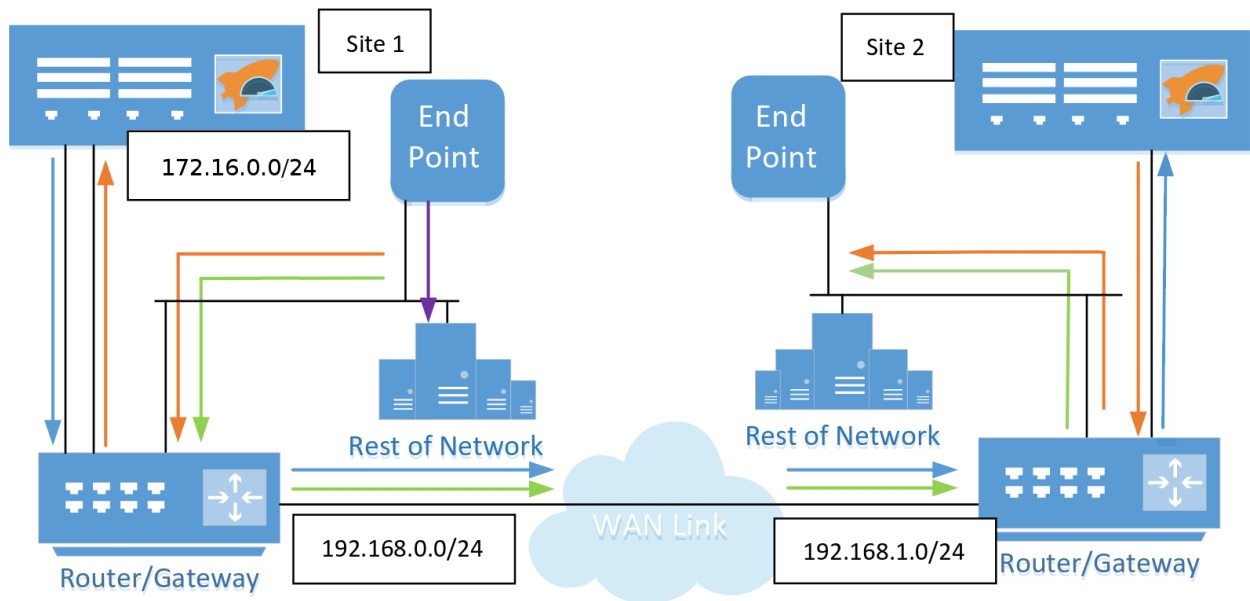 Site 1
Site 2
End
Point
End
Point
172.16.0.0/24
Rest of Network
Rest of Network
WAN Link
192.168.0.0/24
192.168.1.0/24
Router/Gateway
Router/Gateway